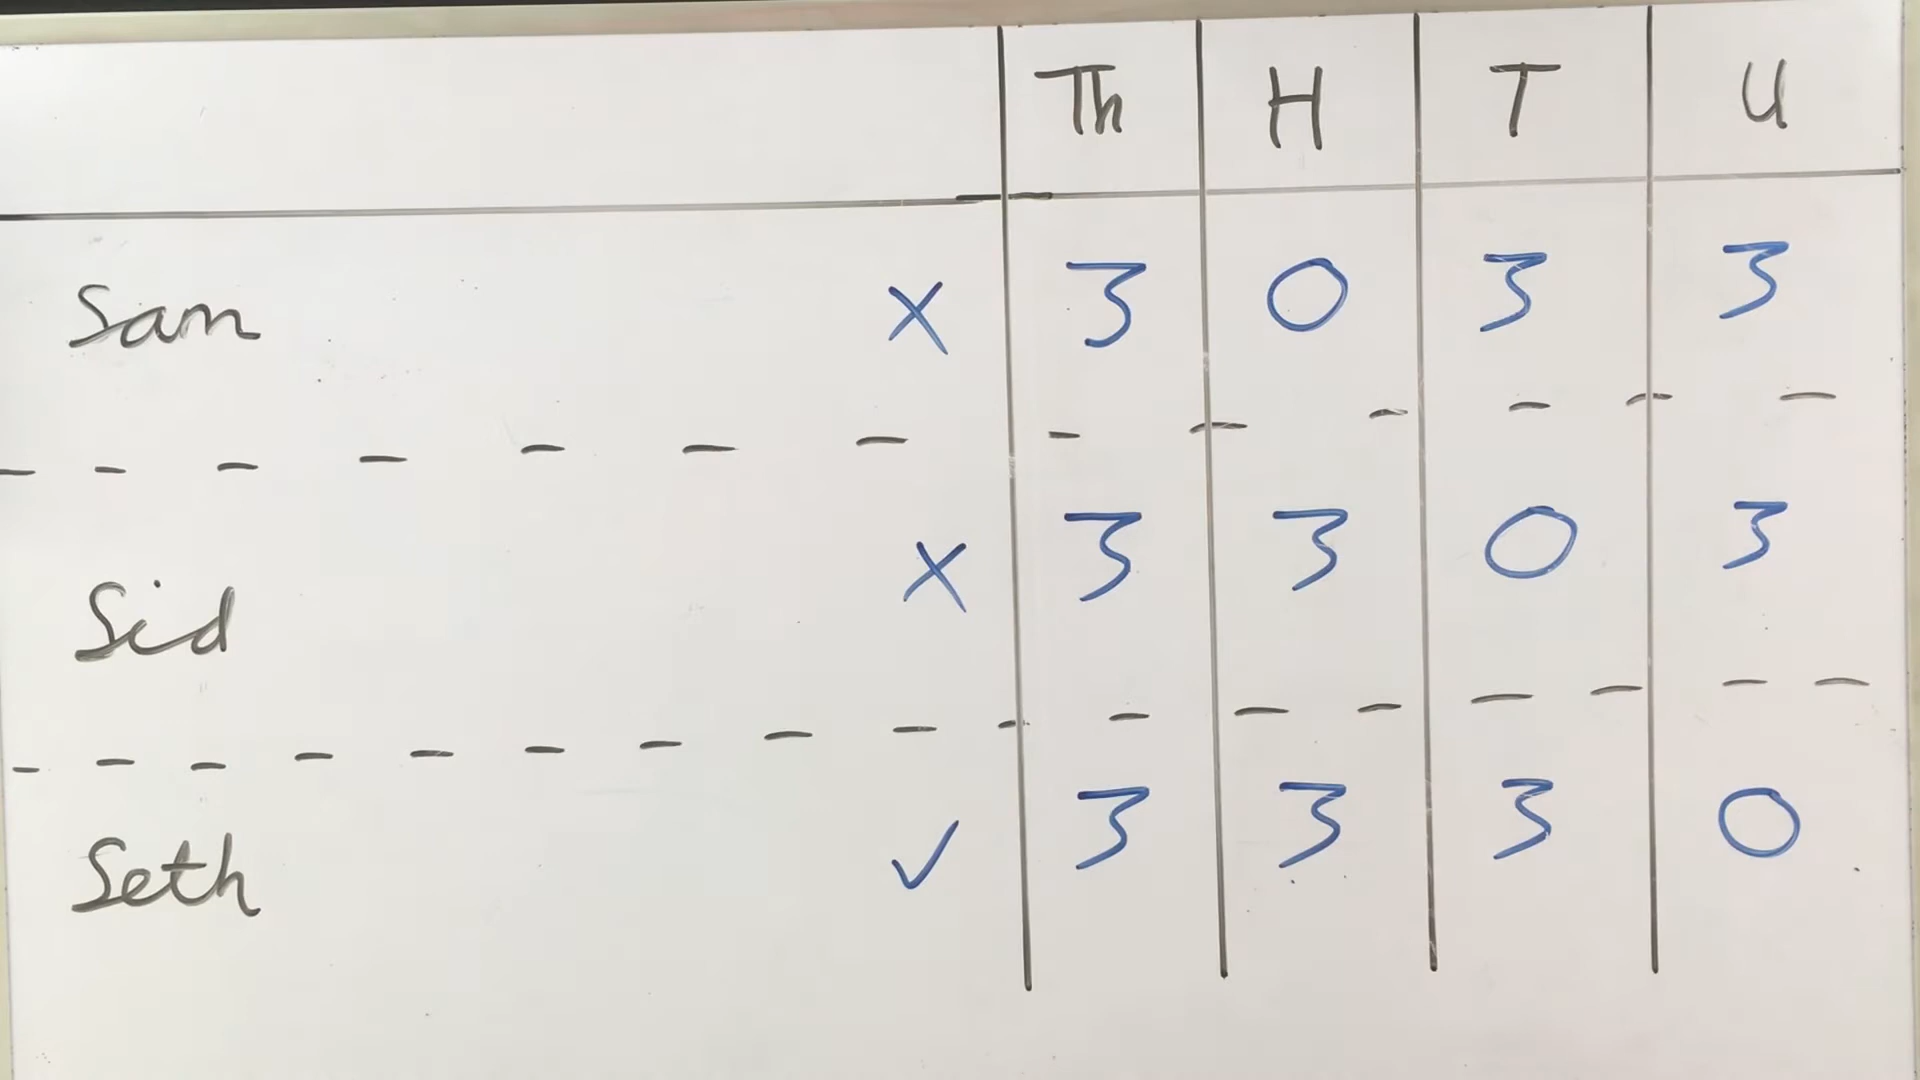 Th H T U
Sam x 3 0 3 3
Sid x 3 3 0 3
Seth ✓ 3 3 3 0